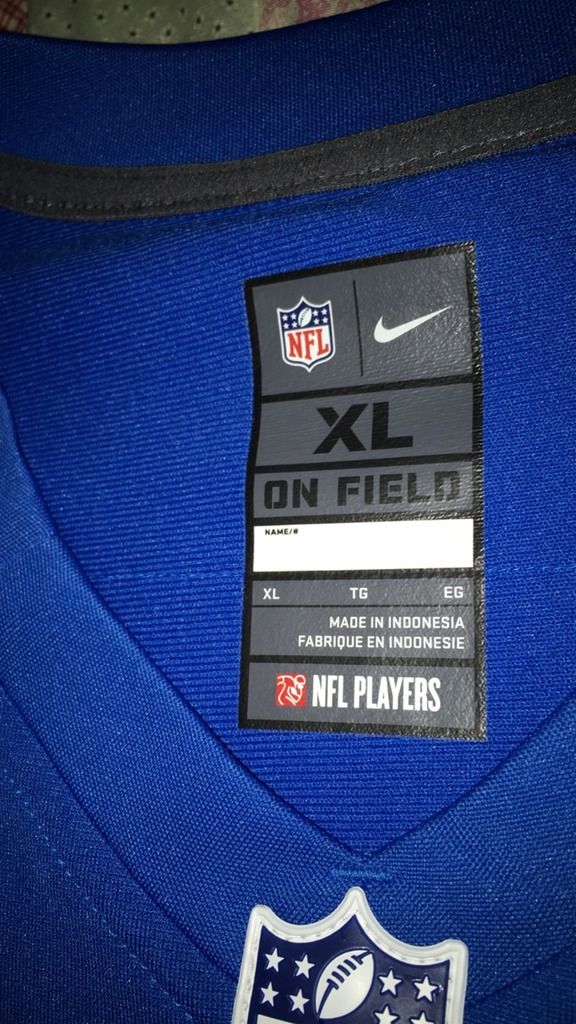 NFL
XL
ON FIELD
NAME/#
XL TG EG
MADE IN INDONESIA
FABRIQUE EN INDONESIE
NFL PLAYERS